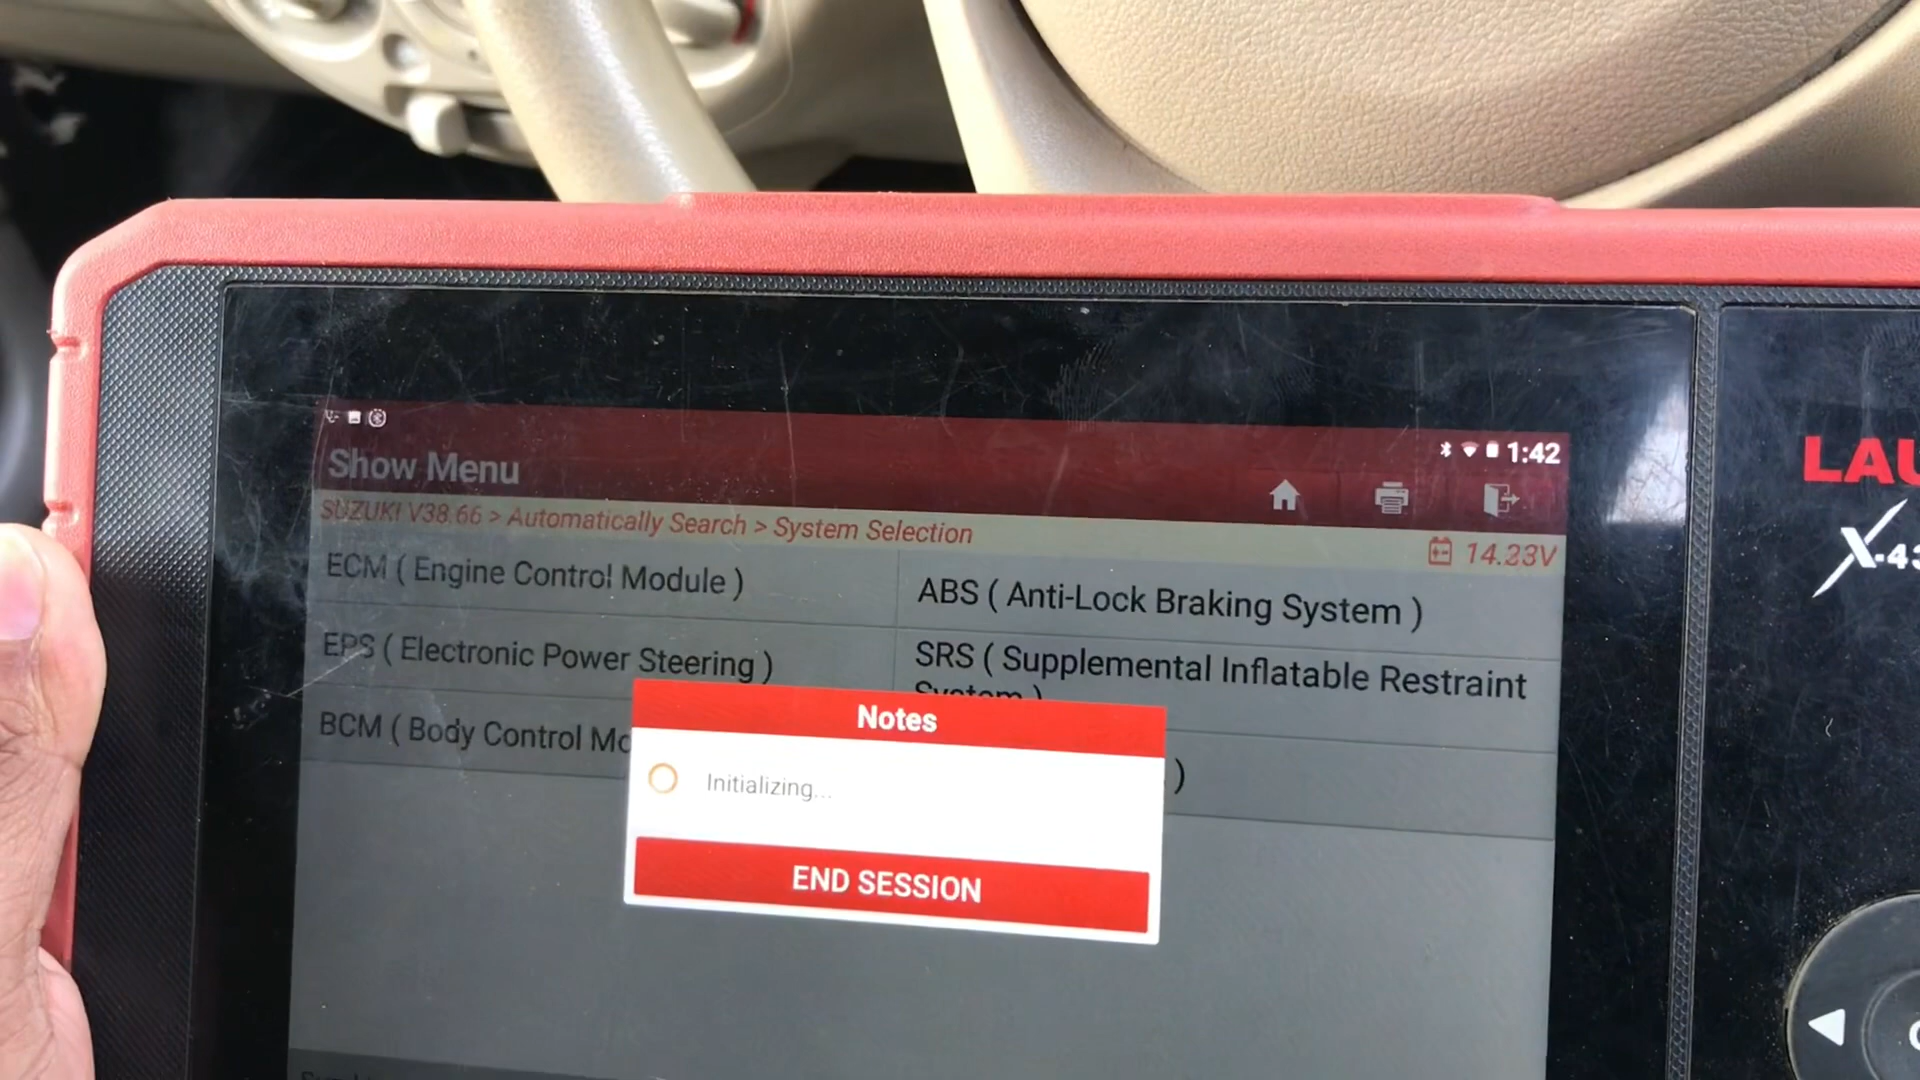 1:42
Show Menu
SUZUKI V38.66 > Automatically Search > System Selection
14.23V
ECM ( Engine Control Module )
ABS ( Anti-Lock Braking System )
EPS ( Electronic Power Steering )
SRS ( Supplemental Inflatable Restraint
System )
BCM ( Body Control
)
Notes
Initializing...
END SESSION
LAU
X-43